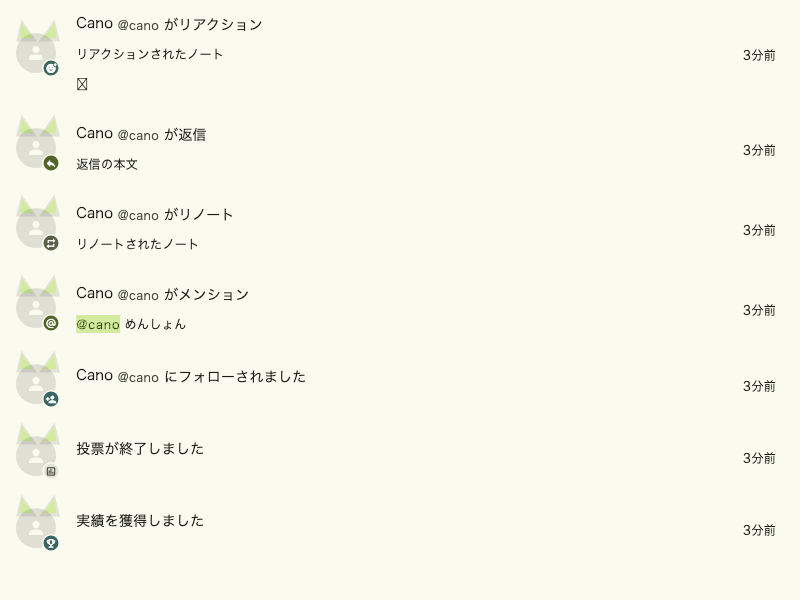 Cano @cano がリアクション
リアクションされたノート
3分前
Cano @cano が返信
返信の本文
3分前
Cano @cano がリノート
リノートされたノート
3分前
Cano @cano がメンション
@cano めんしょん
3分前
Cano @cano にフォローされました
3分前
投票が終了しました
3分前
実績を獲得しました
3分前